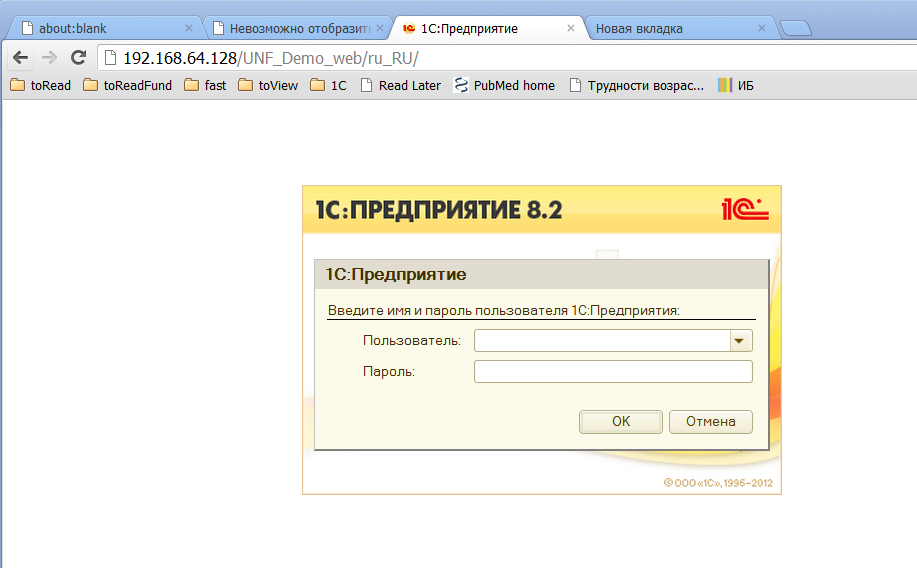 about:blank Невозможно отобразить 1С:Предприятие Новая вкладка
192.168.64.128/UNF_Demo_web/ru_RU/
toRead toReadFund fast toView 1С Read Later PubMed home Трудности возрас... ИБ
1С:ПРЕДПРИЯТИЕ 8.2 1С
1С:Предприятие
Введите имя и пароль пользователя 1С:Предприятия:
Пользователь:
Пароль:
OK Отмена
© ООО «1С», 1996–2012